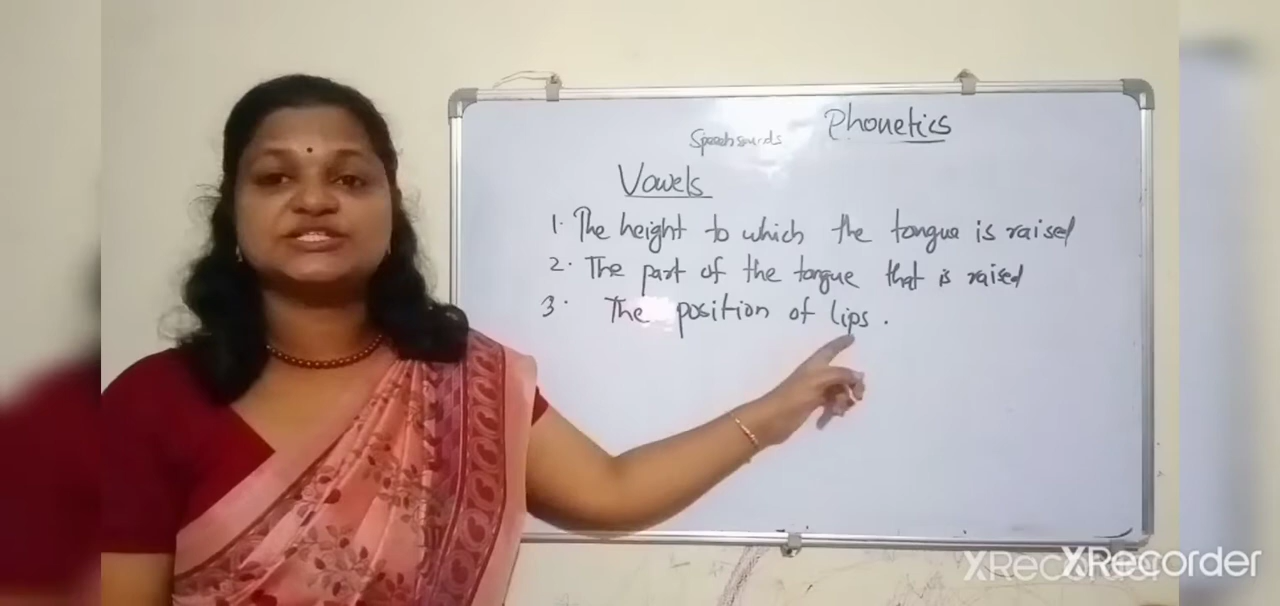 Phonetics
Speech sounds
Vowels
1. The height to which the tongue is raised
2. The part of the tongue that is raised
3. The position of lips.
XRecorder
XRecorder